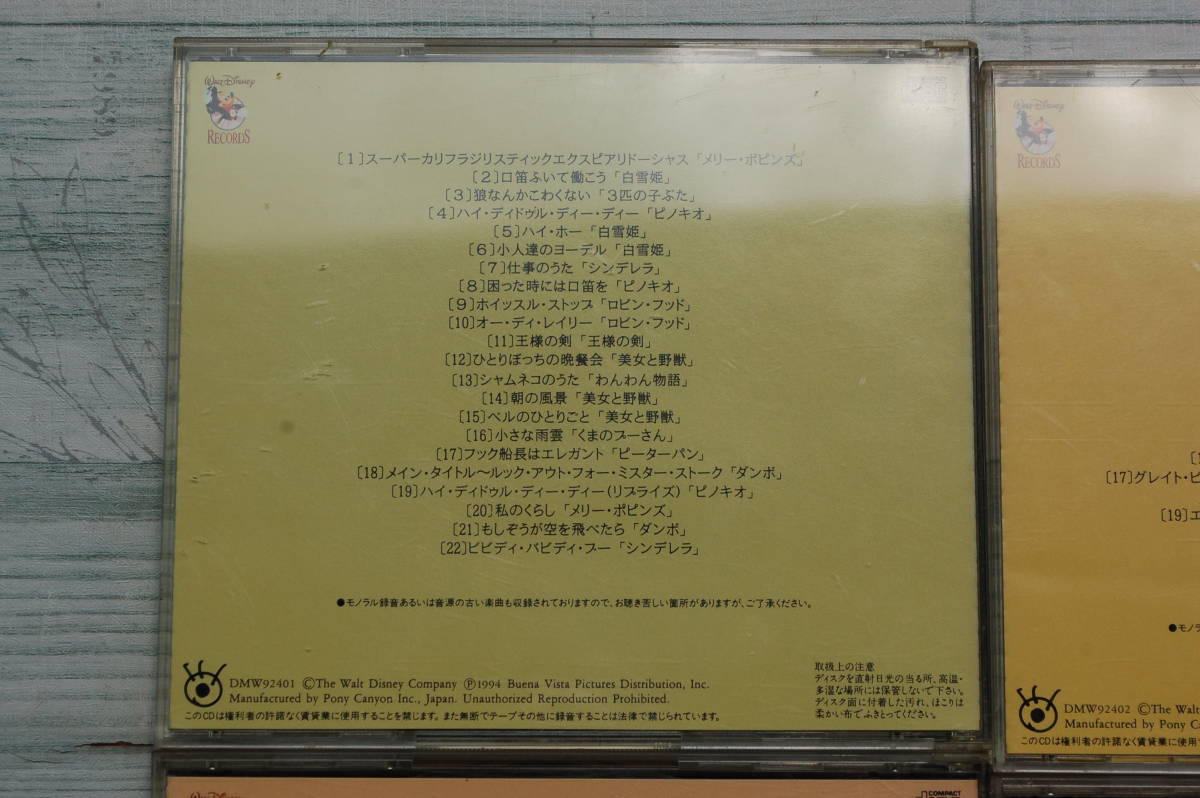 WALT DISNEY
RECORDS
[1]スーパーカリフラジリスティックエクスピアリドーシャス「メリー・ポピンズ」
[2]口笛ふいて働こう「白雪姫」
[3]狼なんかこわくない「3匹の子ぶた」
[4]ハイ・ディドゥル・ディー・ディー「ピノキオ」
[5]ハイ・ホー「白雪姫」
[6]小人達のヨーデル「白雪姫」
[7]仕事のうた「シンデレラ」
[8]困った時には口笛を「ピノキオ」
[9]ホイッスル・ストップ「ロビン・フッド」
[10]オー・ディ・レイリー「ロビン・フッド」
[11]王様の剣「王様の剣」
[12]ひとりぼっちの晩餐会「美女と野獣」
[13]シャムネコのうた「わんわん物語」
[14]朝の風景「美女と野獣」
[15]ベルのひとりごと「美女と野獣」
[16]小さな雨雲「くまのプーさん」
[17]フック船長はエレガント「ピーターパン」
[18]メイン・タイトル〜ルック・アウト・フォー・ミスター・ストーク「ダンボ」
[19]ハイ・ディドゥル・ディー・ディー(リプライズ)「ピノキオ」
[20]私のくらし「メリー・ポピンズ」
[21]もしぞうが空を飛べたら「ダンボ」
[22]ビビディ・バビディ・ブー「シンデレラ」
●モノラル録音あるいは音源の古い楽曲も収録されておりますので、お聴き苦しい箇所がありますが、ご了承ください。
DMW92401 ©The Walt Disney Company ℗1994 Buena Vista Pictures Distribution, Inc.
Manufactured by Pony Canyon Inc., Japan. Unauthorized Reproduction Prohibited.
このCDは権利者の許諾なく賃貸業に使用することを禁じます。また無断でテープその他に録音することは法律で禁じられています。
取扱上の注意
ディスクを直射日光の当る所、高温・
多湿な場所には保管しないで下さい。
ディスク面に付着した汚れ、ほこりは
柔かい布でふきとってください。
WALT DISNEY
RECORDS
[17]グレイト・
[19]エ
●モノラ
DMW92402 ©The Walt
Manufactured by Pony C
このCDは権利者の許諾なく賃貸業に使用
WALT DISNEY
COMPACT